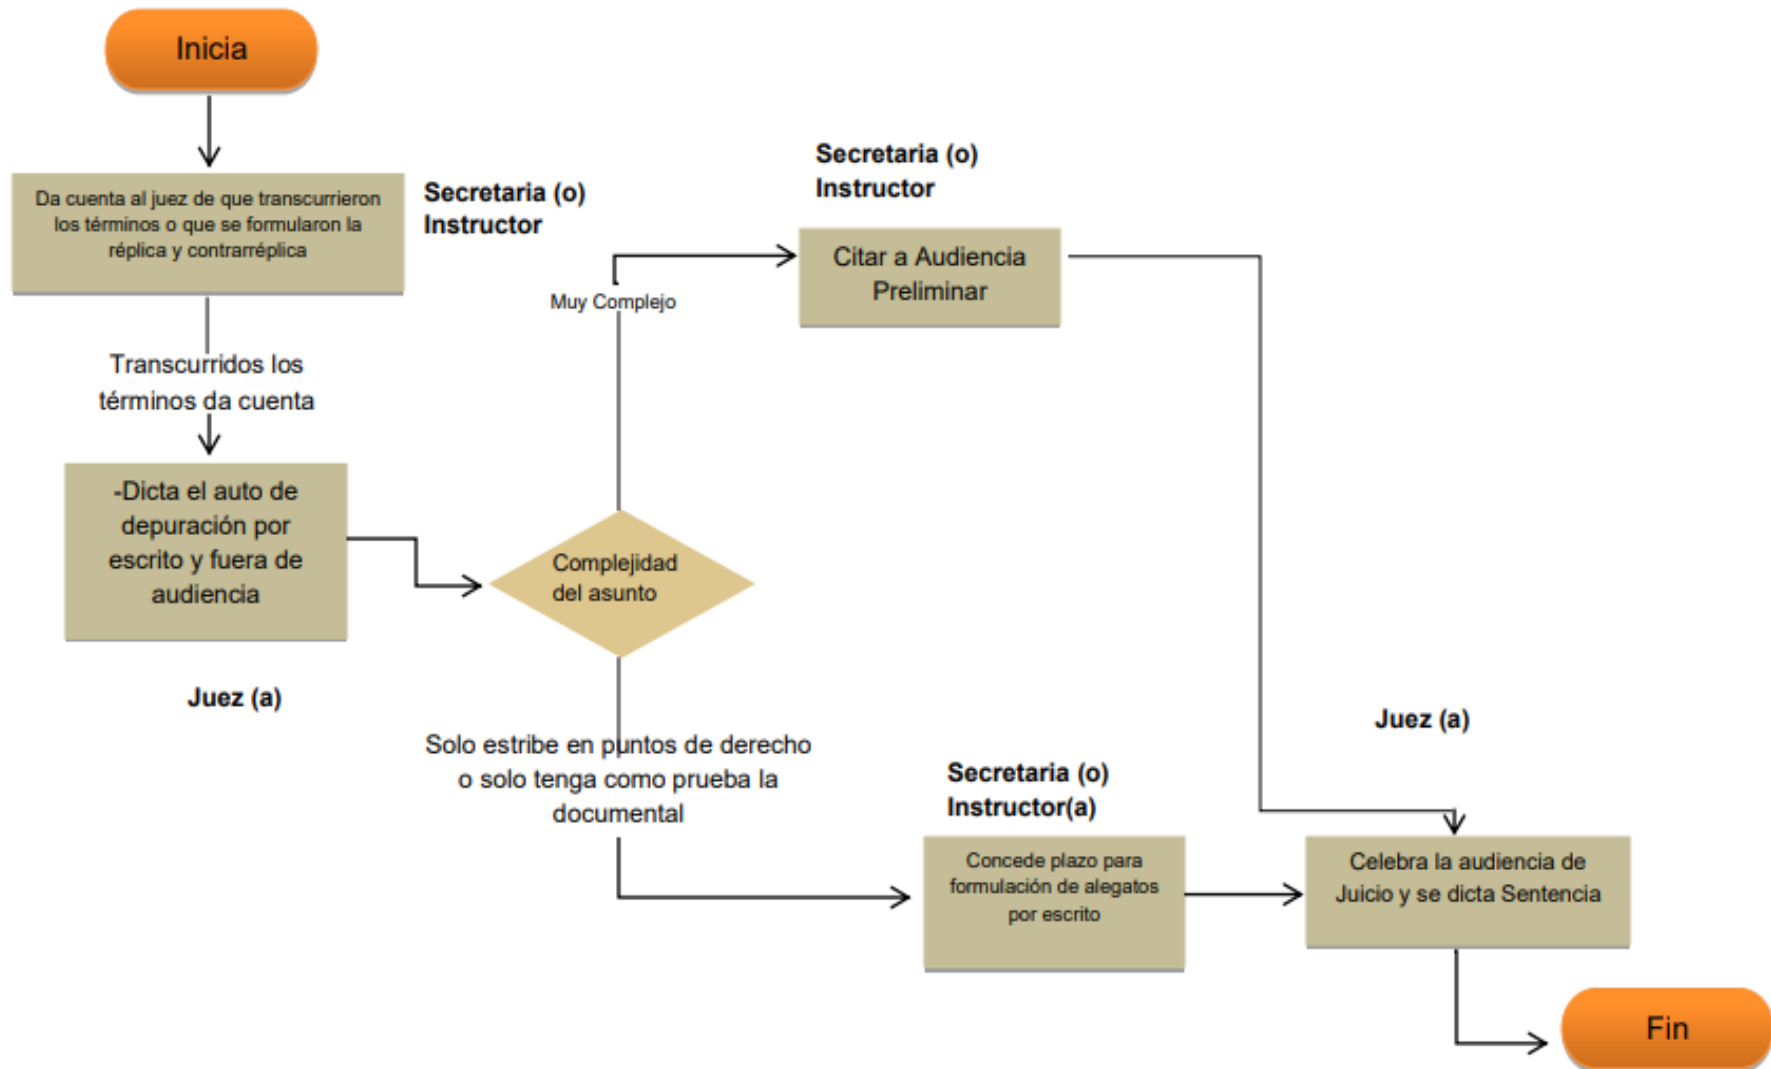 Inicia
Da cuenta al juez de que transcurrieron
los términos o que se formularon la
réplica y contrarréplica
Secretaria (o)
Instructor
Transcurridos los
términos da cuenta
-Dicta el auto de
depuración por
escrito y fuera de
audiencia
Juez (a)
Complejidad
del asunto
Muy Complejo
Secretaria (o)
Instructor
Citar a Audiencia
Preliminar
Solo estribe en puntos de derecho
o solo tenga como prueba la
documental
Secretaria (o)
Instructor(a)
Concede plazo para
formulación de alegatos
por escrito
Juez (a)
Celebra la audiencia de
Juicio y se dicta Sentencia
Fin